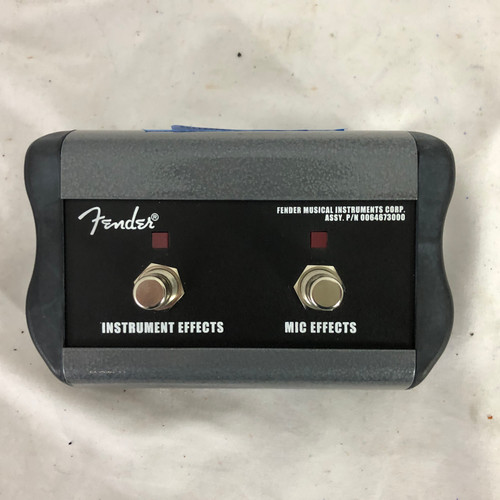 Fender®
FENDER MUSICAL INSTRUMENTS CORP.
ASSY. P/N 0064673000
INSTRUMENT EFFECTS
MIC EFFECTS